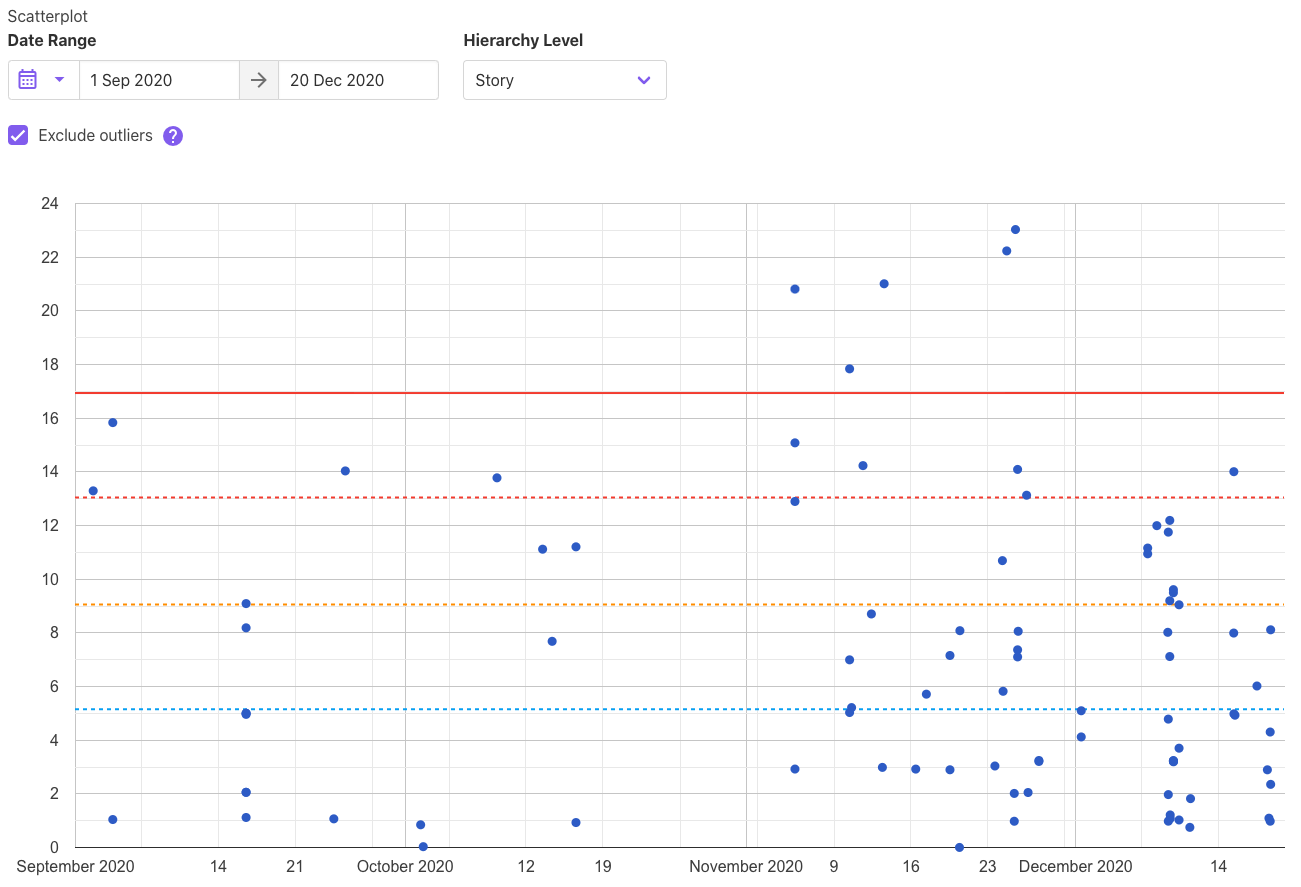 Scatterplot
Date Range
Hierarchy Level
1 Sep 2020
20 Dec 2020
Story
Exclude outliers ?
24
22
20
18
16
14
12
10
8
6
4
2
0
September 2020 14 21 October 2020 12 19 November 2020 9 16 23 December 2020 14